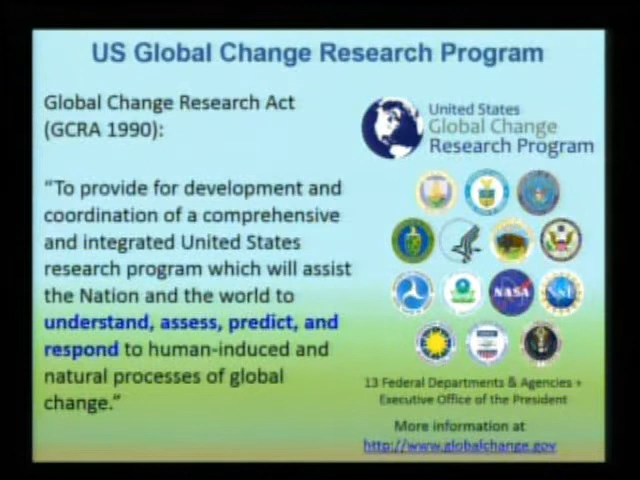 US Global Change Research Program
Global Change Research Act
(GCRA 1990):
“To provide for development and
coordination of a comprehensive
and integrated United States
research program which will assist
the Nation and the world to
understand, assess, predict, and
respond to human-induced and
natural processes of global
change.”
United States
Global Change
Research Program
NASA
NSF
13 Federal Departments & Agencies +
Executive Office of the President
More information at
http://www.globalchange.gov